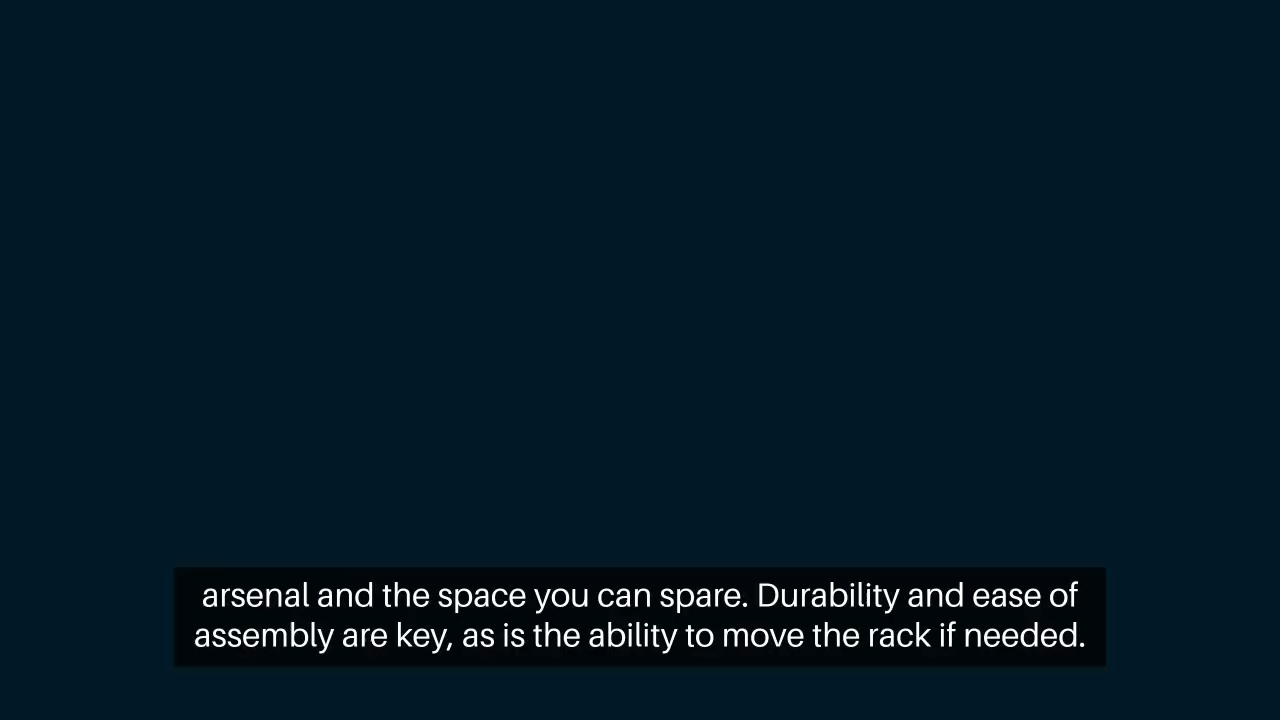 arsenal and the space you can spare. Durability and ease of
assembly are key, as is the ability to move the rack if needed.